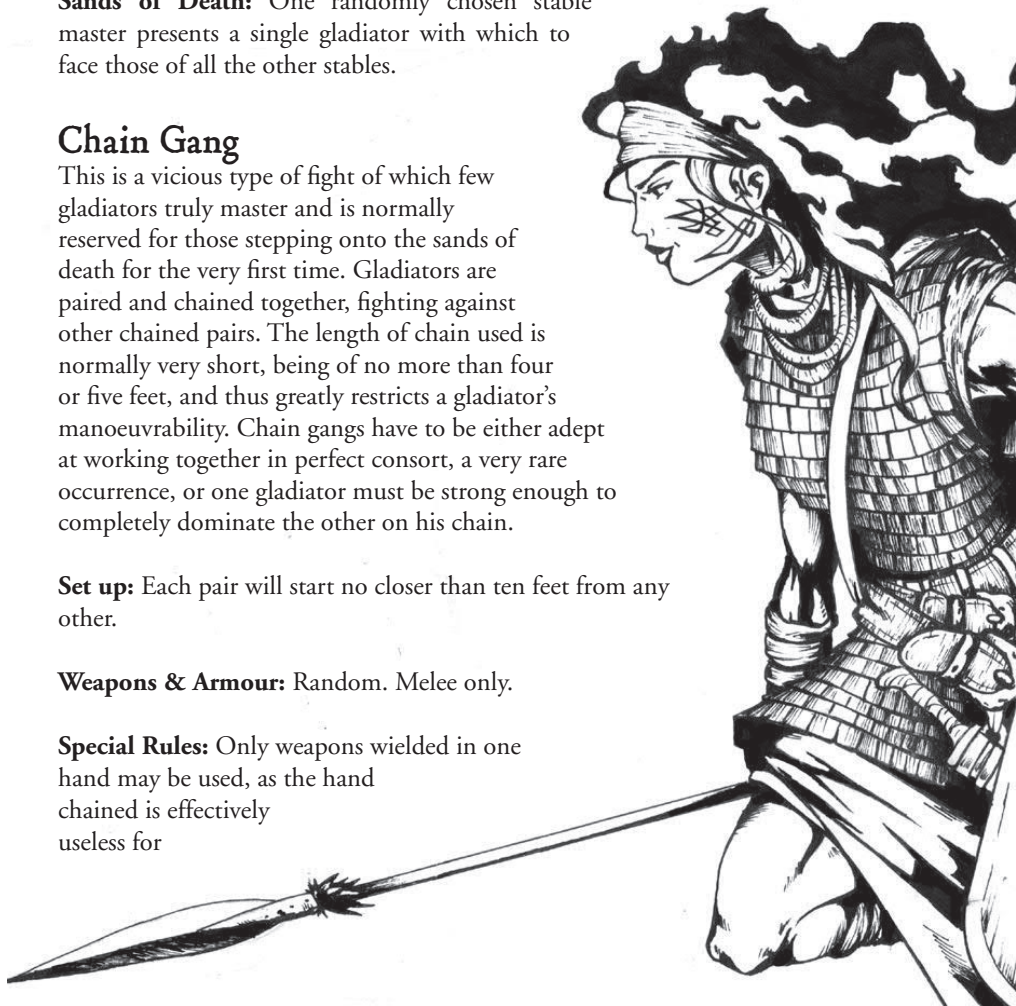 Sands of Death: One randomly chosen stable
master presents a single gladiator with which to
face those of all the other stables.
Chain Gang
This is a vicious type of fight of which few
gladiators truly master and is normally
reserved for those stepping onto the sands of
death for the very first time. Gladiators are
paired and chained together, fighting against
other chained pairs. The length of chain used is
normally very short, being of no more than four
or five feet, and thus greatly restricts a gladiator’s
manoeuvrability. Chain gangs have to be either adept
at working together in perfect consort, a very rare
occurrence, or one gladiator must be strong enough to
completely dominate the other on his chain.
Set up: Each pair will start no closer than ten feet from any
other.
Weapons & Armour: Random. Melee only.
Special Rules: Only weapons wielded in one
hand may be used, as the hand
chained is effectively
useless for